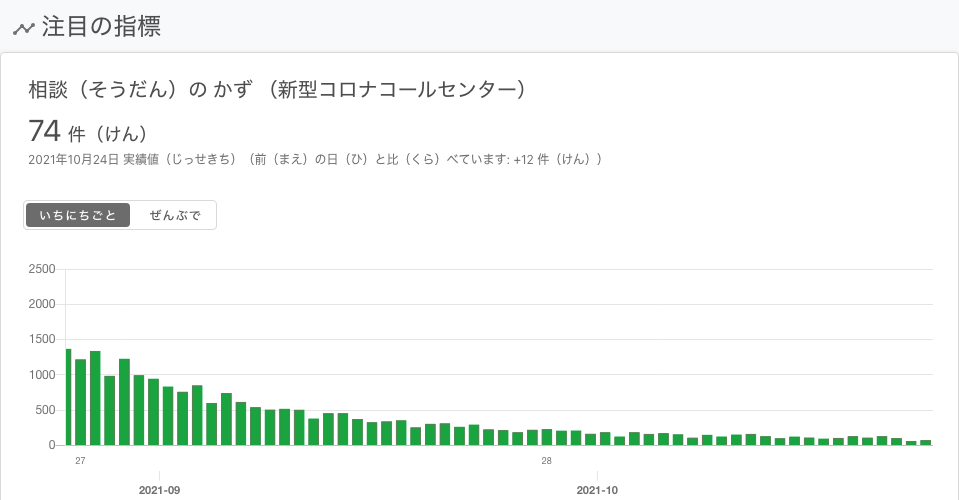 注目の指標
相談（そうだん）の かず （新型コロナコールセンター）
74 件（けん）
2021年10月24日 実績値（じっせきち）（前（まえ）の日（ひ）と比（くら）べています: +12 件（けん））
いちにちごと ぜんぶで
2500
2000
1500
1000
500
0
27 28
2021-09 2021-10